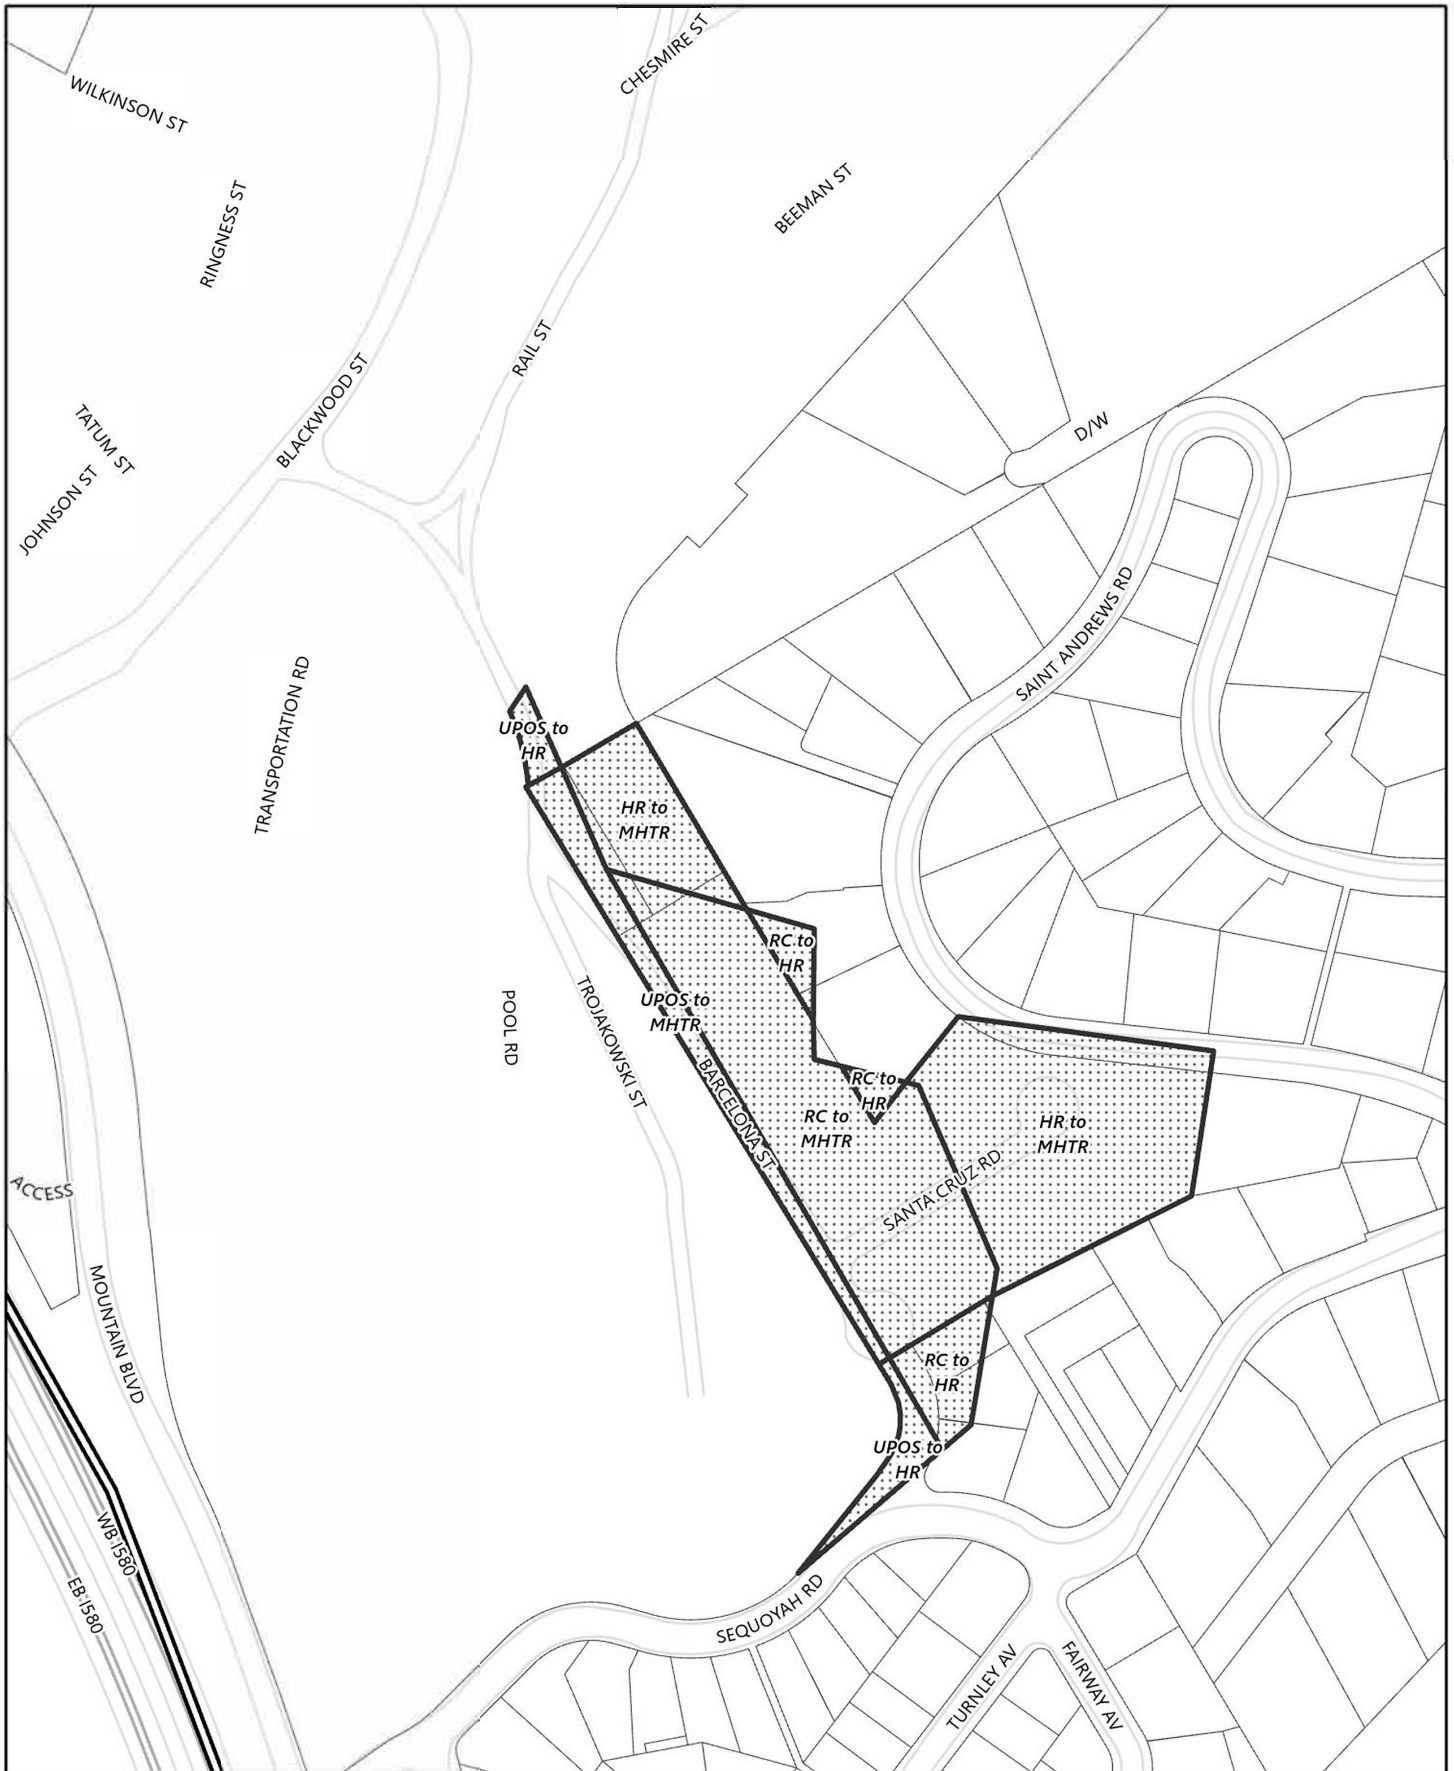 CHESMIRE ST
WILKINSON ST
BEEMAN ST
RINGNESS ST
RAIL ST
BLACKWOOD ST
TATUM ST
JOHNSON ST
D/W
SAINT ANDREWS RD
TRANSPORTATION RD
UPOS to
HR
HR to
MHTR
RC to
HR
UPOS to
MHTR
POOL RD
TROJAKOWSKI ST
BARCELONA ST
RC to
HR
RC to
MHTR
HR to
MHTR
SANTA CRUZ RD
ACCESS
MOUNTAIN BLVD
RC to
HR
UPOS to
HR
WB I580
EB I580
SEQUOYAH RD
TURNLEY AV
FAIRWAY AV